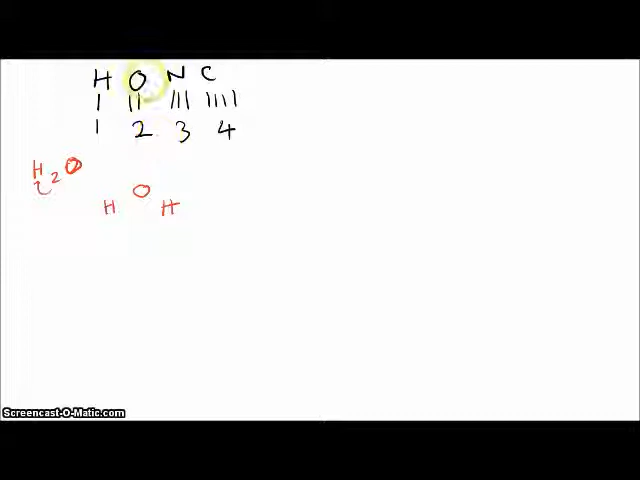 H O N C
| || ||| ||||
1 2 3 4
H2O
O
H H
Screencast-O-Matic.com